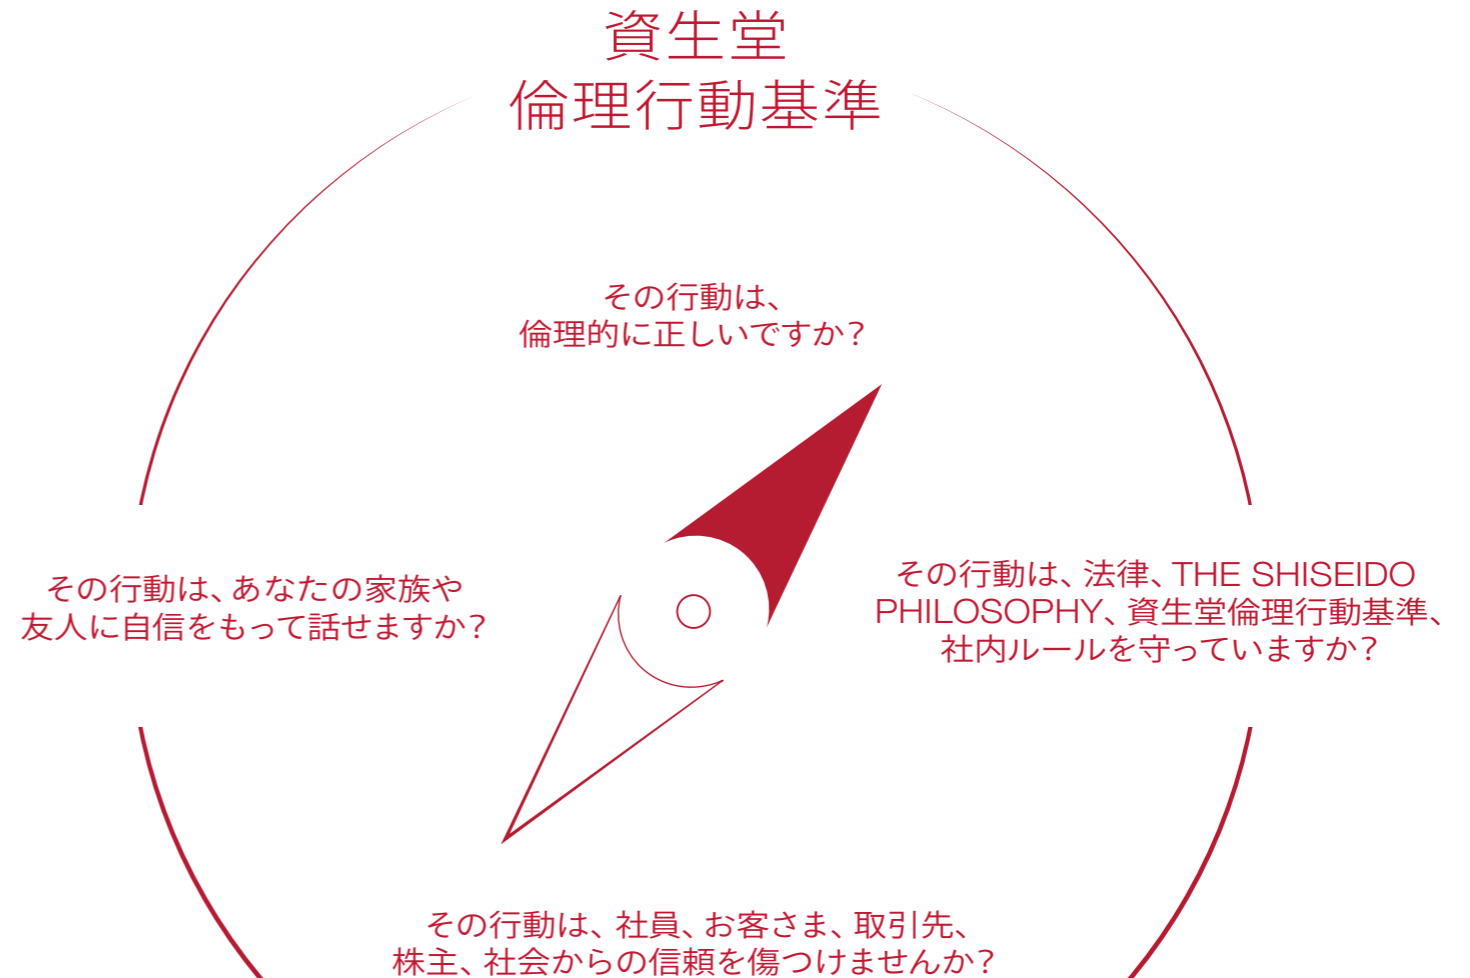 資生堂
倫理行動基準
その行動は、
倫理的に正しいですか?
その行動は、あなたの家族や
友人に自信をもって話せますか?
その行動は、法律、THE SHISEIDO
PHILOSOPHY、資生堂倫理行動基準、
社内ルールを守っていますか?
その行動は、社員、お客さま、取引先、
株主、社会からの信頼を傷つけませんか?